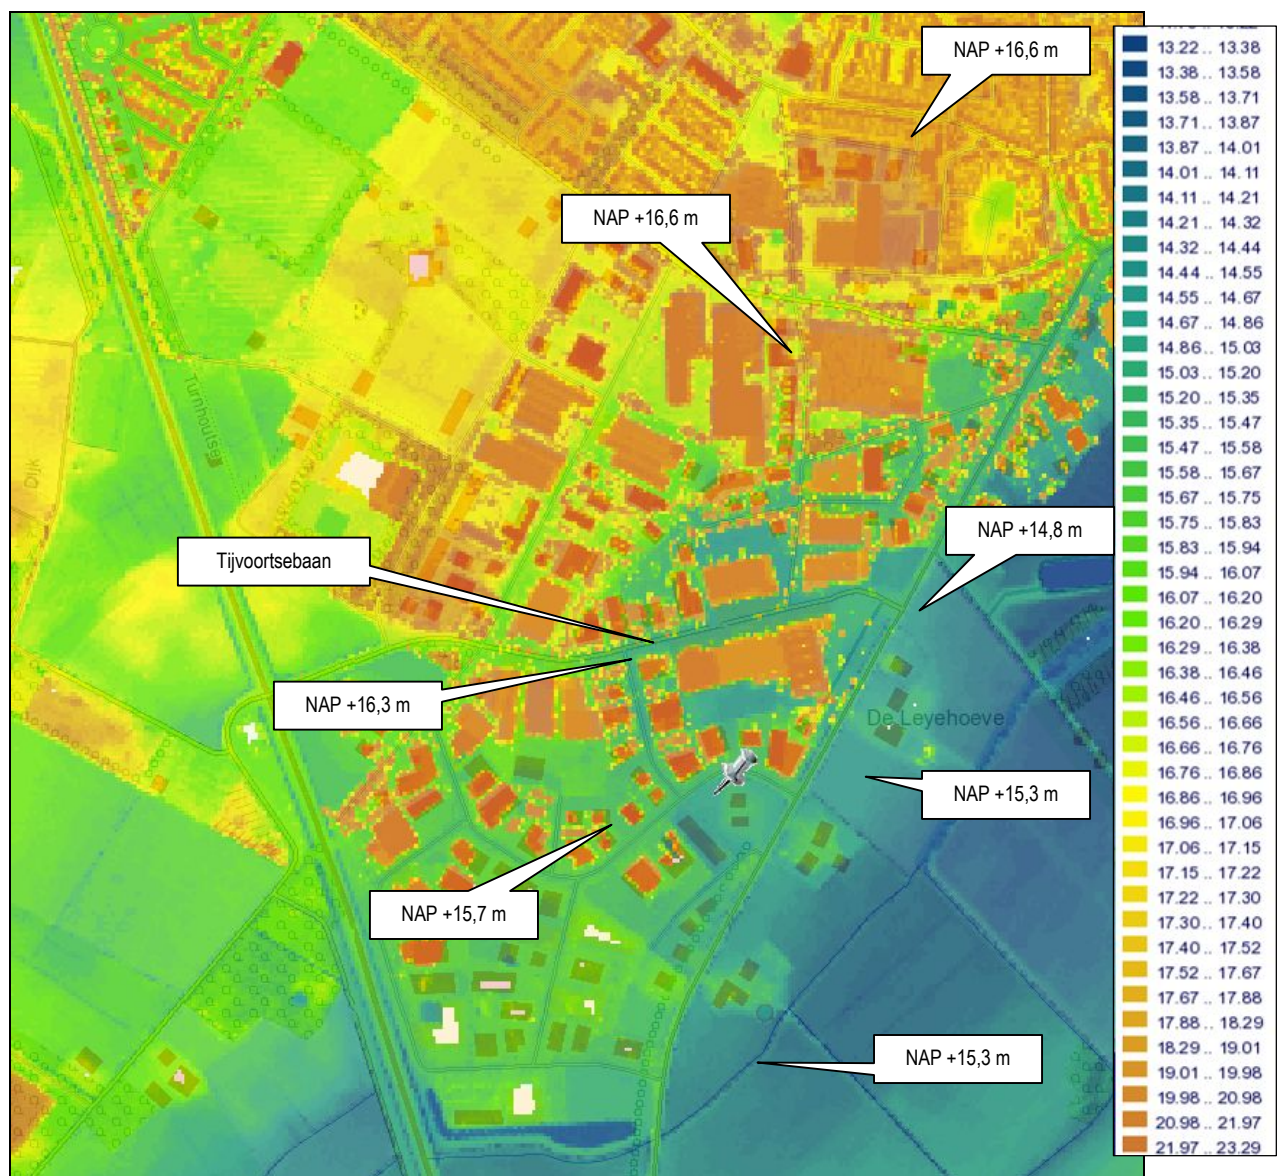 NAP +16,6 m
NAP +16,6 m
Turnhoutse
Dijk
NAP +14,8 m
Tijvoortsebaan
NAP +16,3 m
De Leyehoeve
NAP +15,3 m
NAP +15,7 m
NAP +15,3 m
13.22 .. 13.38
13.38 .. 13.58
13.58 .. 13.71
13.71 .. 13.87
13.87 .. 14.01
14.01 .. 14.11
14.11 .. 14.21
14.21 .. 14.32
14.32 .. 14.44
14.44 .. 14.55
14.55 .. 14.67
14.67 .. 14.86
14.86 .. 15.03
15.03 .. 15.20
15.20 .. 15.35
15.35 .. 15.47
15.47 .. 15.58
15.58 .. 15.67
15.67 .. 15.75
15.75 .. 15.83
15.83 .. 15.94
15.94 .. 16.07
16.07 .. 16.20
16.20 .. 16.29
16.29 .. 16.38
16.38 .. 16.46
16.46 .. 16.56
16.56 .. 16.66
16.66 .. 16.76
16.76 .. 16.86
16.86 .. 16.96
16.96 .. 17.06
17.06 .. 17.15
17.15 .. 17.22
17.22 .. 17.30
17.30 .. 17.40
17.40 .. 17.52
17.52 .. 17.67
17.67 .. 17.88
17.88 .. 18.29
18.29 .. 19.01
19.01 .. 19.98
19.98 .. 20.98
20.98 .. 21.97
21.97 .. 23.29